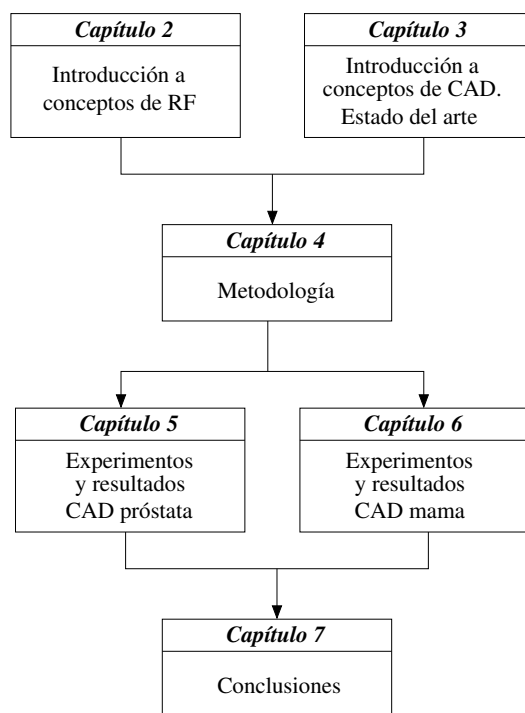 Capítulo 2
Introducción a
conceptos de RF
Capítulo 3
Introducción a
conceptos de CAD.
Estado del arte
Capítulo 4
Metodología
Capítulo 5
Experimentos
y resultados
CAD próstata
Capítulo 6
Experimentos
y resultados
CAD mama
Capítulo 7
Conclusiones